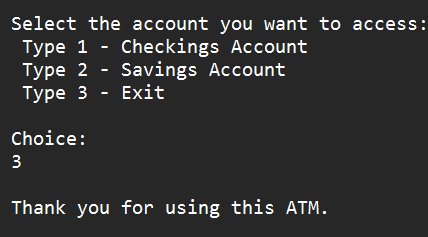 Select the account you want to access:
Type 1 - Checkings Account
Type 2 - Savings Account
Type 3 - Exit
Choice:
3
Thank you for using this ATM.